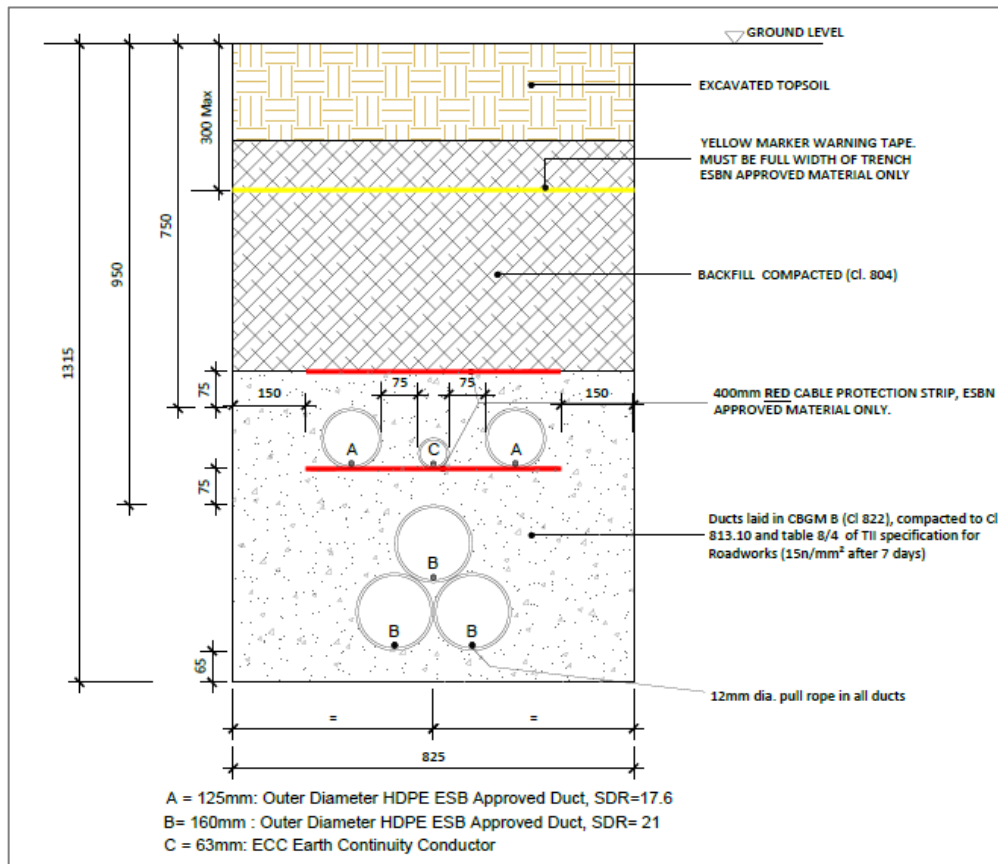 GROUND LEVEL
EXCAVATED TOPSOIL
300 Max
YELLOW MARKER WARNING TAPE.
MUST BE FULL WIDTH OF TRENCH
ESBN APPROVED MATERIAL ONLY
750
950
BACKFILL COMPACTED (Cl. 804)
1315
75
150
75
75
150
400mm RED CABLE PROTECTION STRIP, ESBN
APPROVED MATERIAL ONLY.
A
C
A
75
Ducts laid in CBGM B (Cl 822), compacted to Cl
813.10 and table 8/4 of TII specification for
Roadworks (15n/mm² after 7 days)
B
B
B
65
12mm dia. pull rope in all ducts
=
=
825
A = 125mm: Outer Diameter HDPE ESB Approved Duct, SDR=17.6
B= 160mm : Outer Diameter HDPE ESB Approved Duct, SDR= 21
C = 63mm: ECC Earth Continuity Conductor